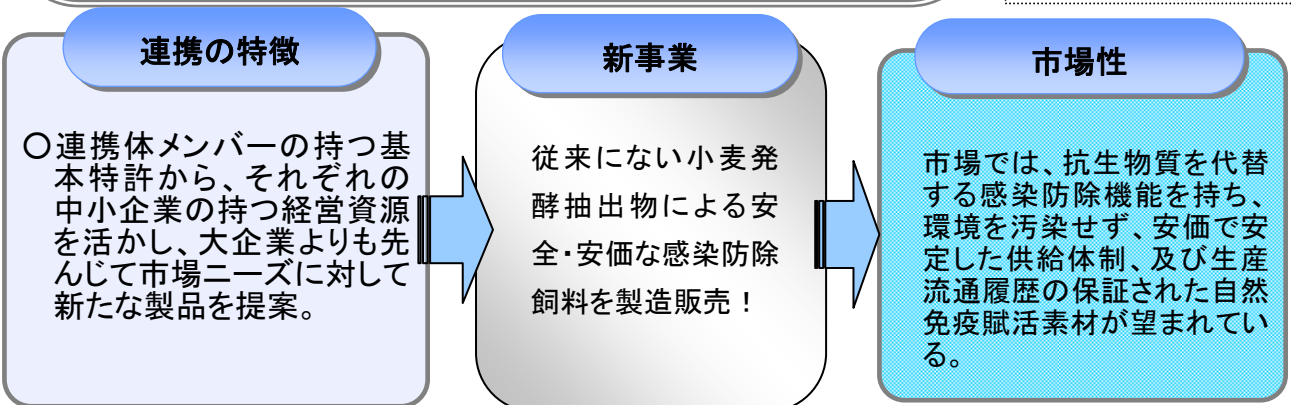 連携の特徴
○連携体メンバーの持つ基
本特許から、それぞれの
中小企業の持つ経営資源
を活かし、大企業よりも先
んじて市場ニーズに対して
新たな製品を提案。
新事業
従来にない小麦発
酵抽出物による安
全・安価な感染防除
飼料を製造販売！
市場性
市場では、抗生物質を代替
する感染防除機能を持ち、
環境を汚染せず、安価で安
定した供給体制、及び生産
流通履歴の保証された自然
免疫賦活素材が望まれてい
る。